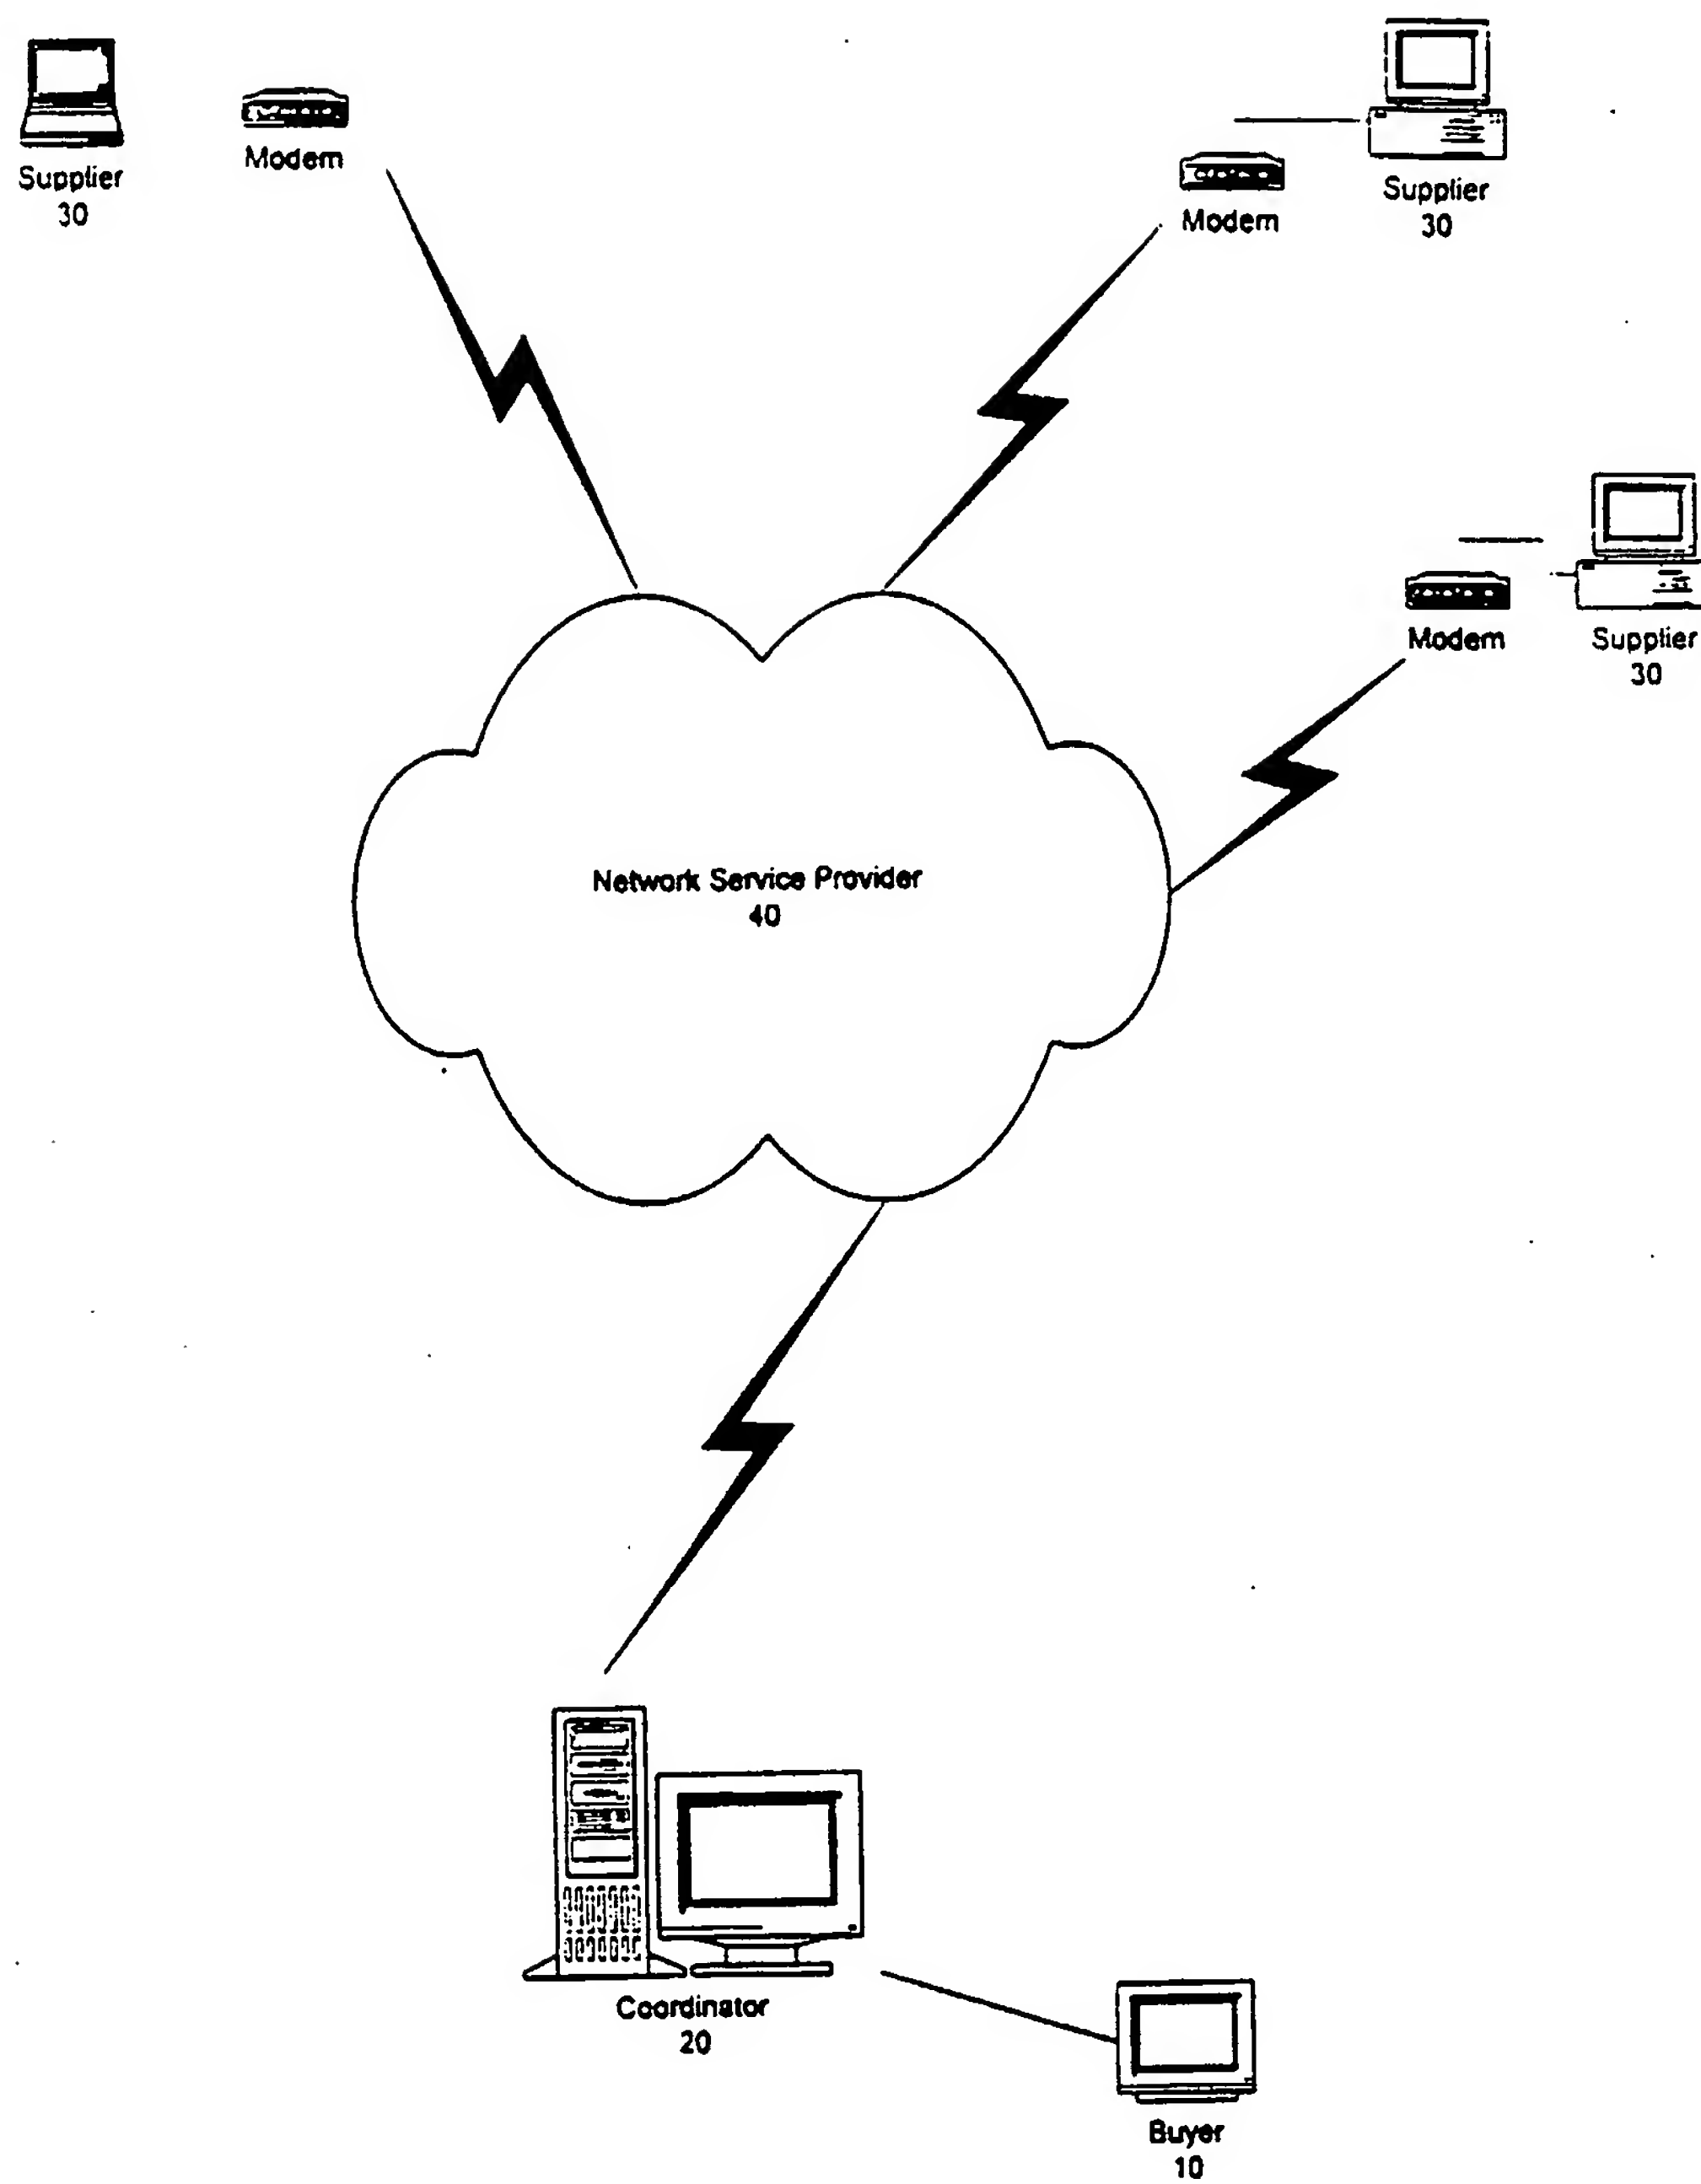 Supplier
30
Modem
Modem
Supplier
30
Modem
Supplier
30
Network Service Provider
40
Coordinator
20
Buyer
10